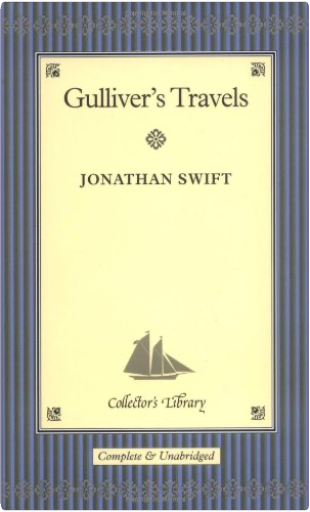 Gulliver's Travels
JONATHAN SWIFT
Collector's Library
Complete & Unabridged